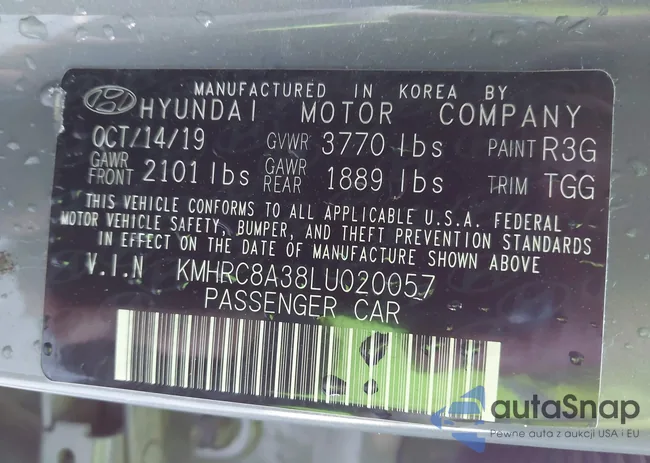 MANUFACTURED IN KOREA BY
HYUNDAI MOTOR COMPANY
OCT/14/19 GVWR 3770 lbs PAINT R3G
GAWR FRONT 2101 lbs GAWR REAR 1889 lbs TRIM TGG
THIS VEHICLE CONFORMS TO ALL APPLICABLE U.S.A. FEDERAL
MOTOR VEHICLE SAFETY, BUMPER, AND THEFT PREVENTION STANDARDS
IN EFFECT ON THE DATE OF MANUFACTURE SHOWN ABOVE
V.I.N KMHRC8A38LU020057
PASSENGER CAR
autaSnap
Pewne auta z aukcji USA i EU